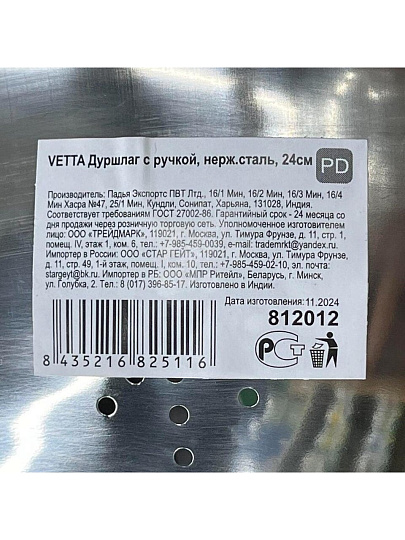 VETTA Дуршлаг с ручкой, нерж.сталь, 24см PD
Производитель: Падья Экспортс ПВТ Лтд., 16/1 Мин, 16/2 Мин, 16/3 Мин, 16/4
Мин Хасра №47, 25/1 Мин, Кундли, Сонипат, Харьяна, 131028, Индия.
Соответствует требованиям ГОСТ 27002-86. Гарантийный срок - 24 месяца со
дня продажи через розничную торговую сеть. Уполномоченное изготовителем
лицо: ООО «ТРЕЙДМАРК», 119021, г. Москва, ул. Тимура Фрунзе, д. 11, стр. 1,
помещ. IV, этаж 1, ком. 6, тел.: +7-985-459-0039, e-mail: trademrkt@yandex.ru.
Импортер в России: ООО «СТАР ГЕЙТ», 119021, г. Москва, ул. Тимура Фрунзе,
д. 11, стр. 49, 1-й этаж, помещ. I, ком. 10, тел.: +7-985-459-02-10, эл. почта:
stargeyt@bk.ru. Импортер в РБ: ООО «МПР Ритейл», Беларусь, г. Минск,
ул. Голубка, 2. Тел.: 8 (017) 396-85-17. Изготовлено в Индии.
Дата изготовления: 11.2024
812012
8 435216 825116
РСТ